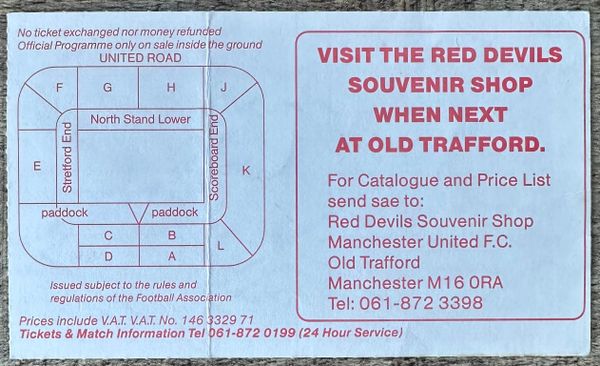 No ticket exchanged nor money refunded
Official Programme only on sale inside the ground
UNITED ROAD
F G H J
North Stand Lower
Stretford End
Scoreboard End
E
K
paddock paddock
C B
D A
L
Issued subject to the rules and
regulations of the Football Association
Prices include V.A.T. V.A.T. No. 146 3329 71
Tickets & Match Information Tel 061-872 0199 (24 Hour Service)
VISIT THE RED DEVILS
SOUVENIR SHOP
WHEN NEXT
AT OLD TRAFFORD.
For Catalogue and Price List
send sae to:
Red Devils Souvenir Shop
Manchester United F.C.
Old Trafford
Manchester M16 0RA
Tel: 061-872 3398